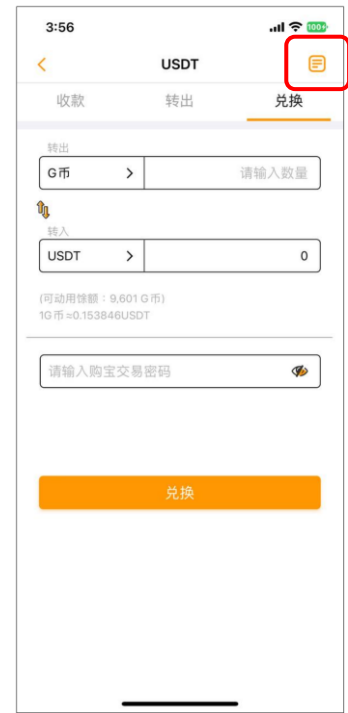 3:56
100+
USDT
收款 转出 兑换
转出
G币 请输入数量
转入
USDT 0
(可动用馀额：9,601 G币)
1G币≈0.153846USDT
请输入购宝交易密码
兑换